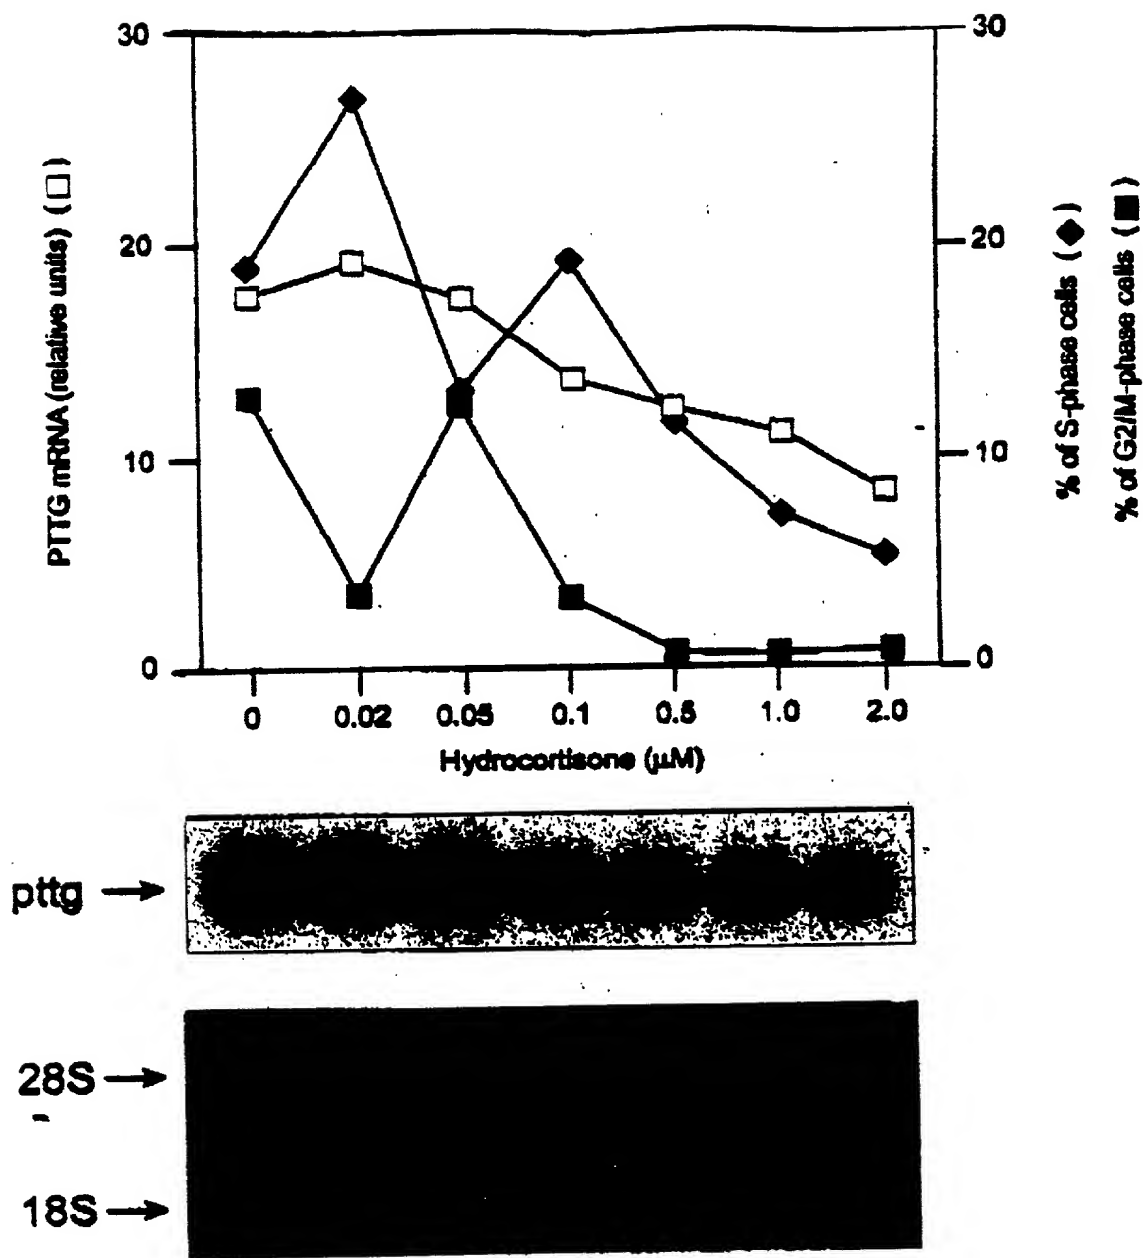 30
20
10
0
PTTG mRNA (relative units) (□)
30
20
10
0
% of S-phase cells (◆)
% of G2/M-phase cells (■)
0 0.02 0.05 0.1 0.5 1.0 2.0
Hydrocortisone (µM)
pttg →
28S →
18S →